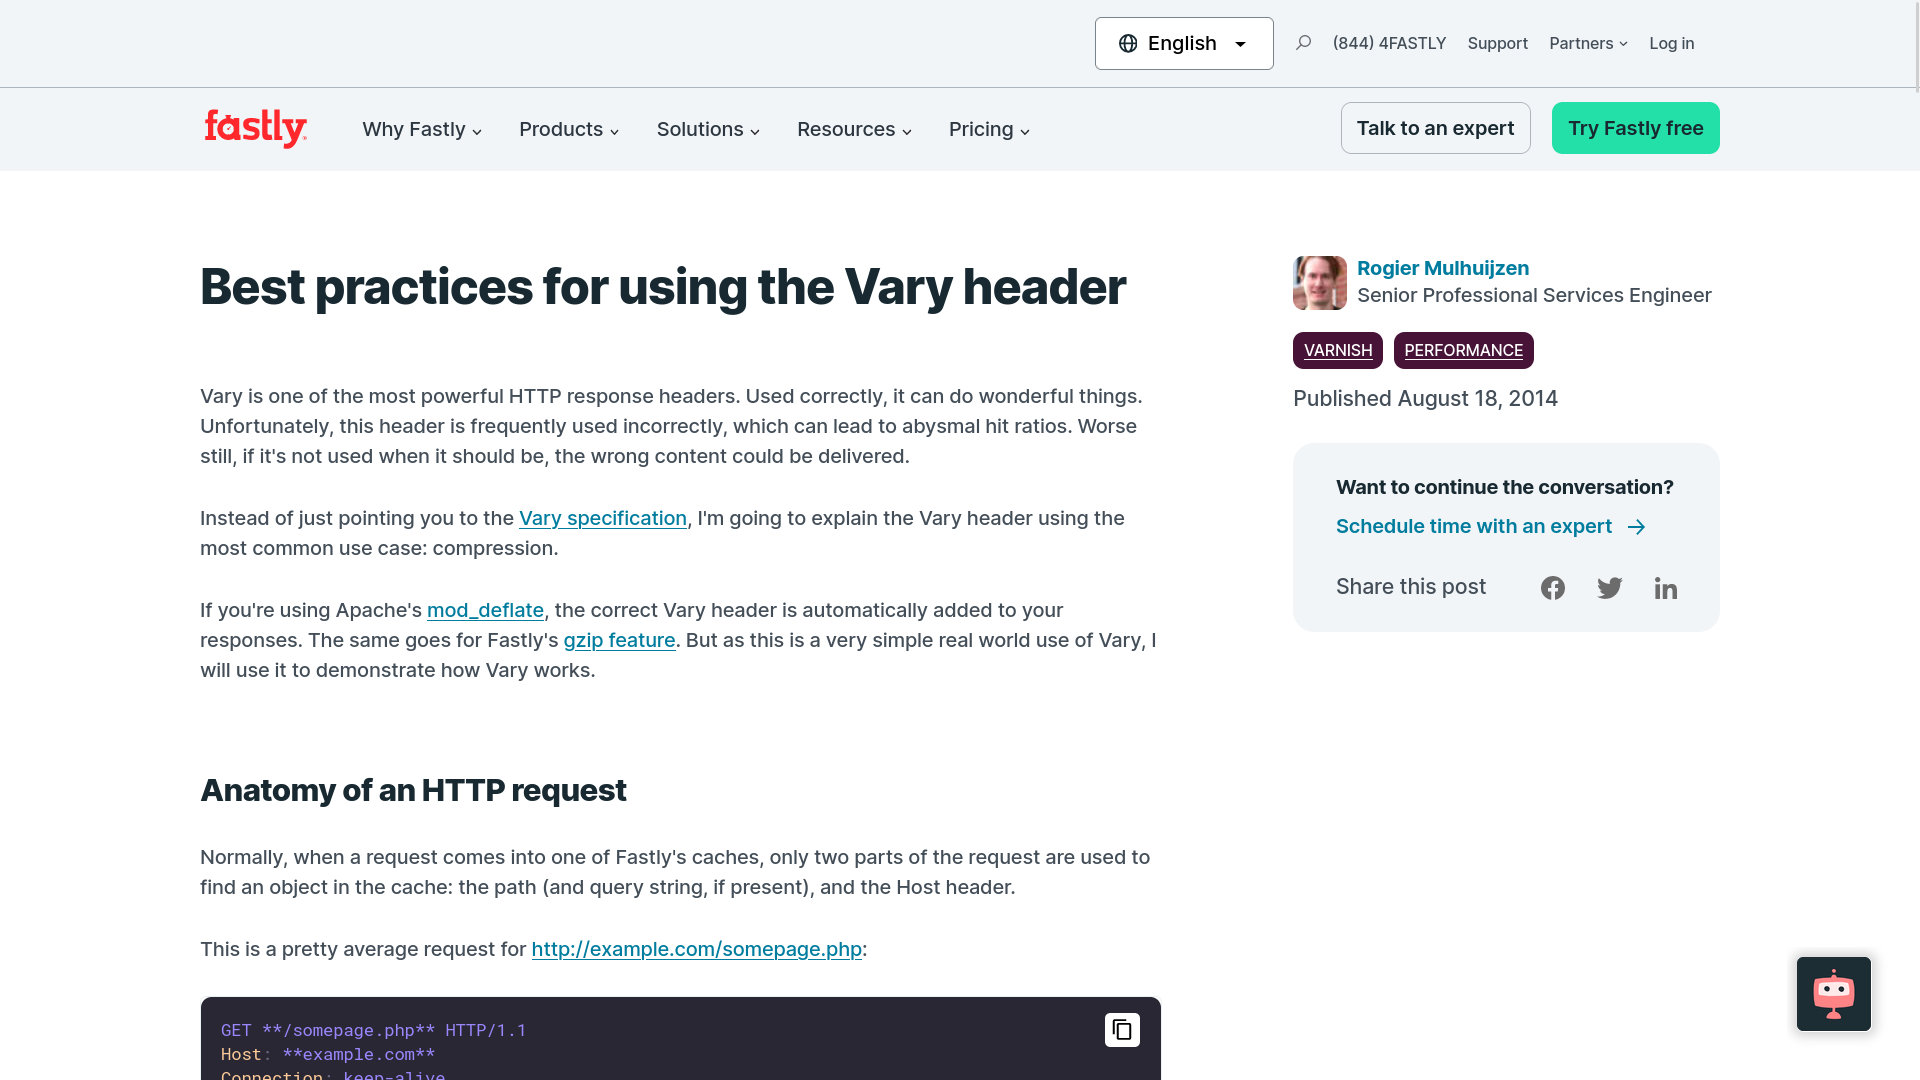 English
(844) 4FASTLY
Support
Partners
Log in
fastly
Why Fastly
Products
Solutions
Resources
Pricing
Talk to an expert
Try Fastly free
Best practices for using the Vary header
Vary is one of the most powerful HTTP response headers. Used correctly, it can do wonderful things.
Unfortunately, this header is frequently used incorrectly, which can lead to abysmal hit ratios. Worse
still, if it's not used when it should be, the wrong content could be delivered.
Instead of just pointing you to the Vary specification, I'm going to explain the Vary header using the
most common use case: compression.
If you're using Apache's mod_deflate, the correct Vary header is automatically added to your
responses. The same goes for Fastly's gzip feature. But as this is a very simple real world use of Vary, I
will use it to demonstrate how Vary works.
Anatomy of an HTTP request
Normally, when a request comes into one of Fastly's caches, only two parts of the request are used to
find an object in the cache: the path (and query string, if present), and the Host header.
This is a pretty average request for http://example.com/somepage.php:
GET **/somepage.php** HTTP/1.1
Host: **example.com**
Connection: keep-alive
Rogier Mulhuijzen
Senior Professional Services Engineer
VARNISH
PERFORMANCE
Published August 18, 2014
Want to continue the conversation?
Schedule time with an expert
Share this post